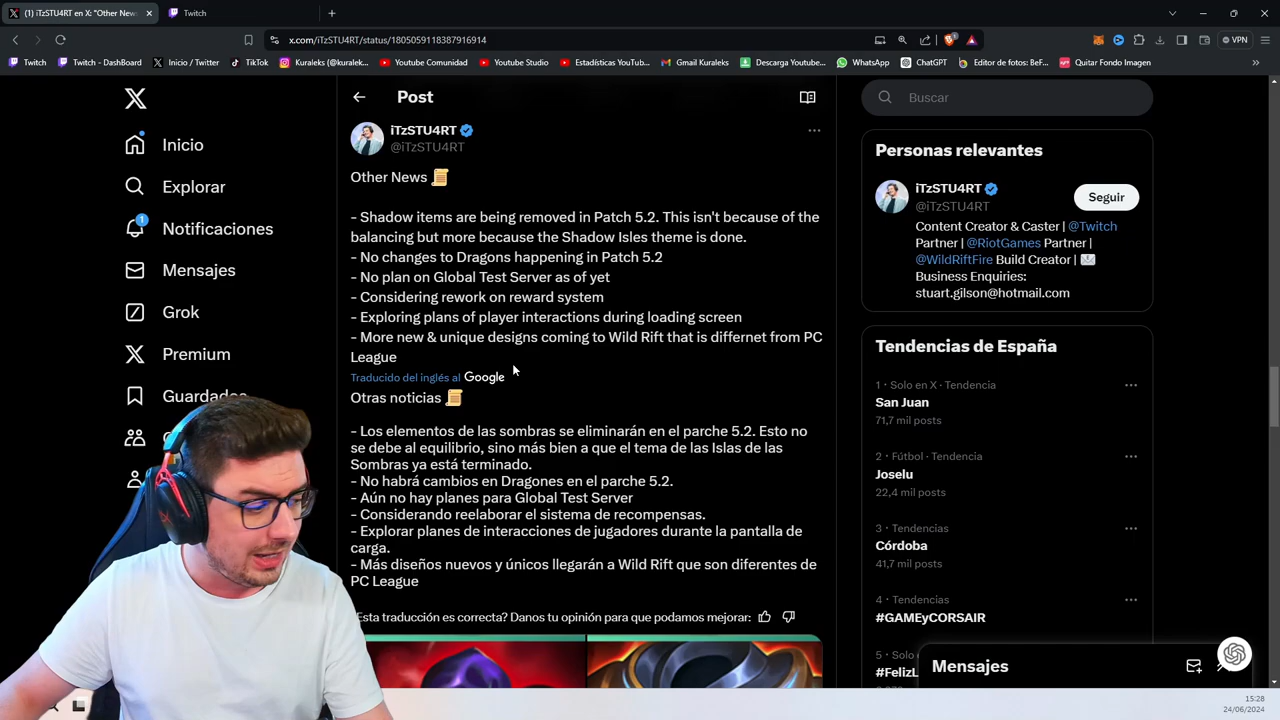 (1) iTzSTU4RT en X: "Other New
Twitch
x.com/iTzSTU4RT/status/1805059118387916914
VPN
Twitch
Twitch - DashBoard
Inicio / Twitter
TikTok
Kuraleks (@kuralek...
Youtube Comunidad
Youtube Studio
Estadísticas YouTub...
Gmail Kuraleks
Descarga Youtube...
WhatsApp
ChatGPT
Editor de fotos: BeF...
Quitar Fondo Imagen
Inicio
Explorar
1
Notificaciones
Mensajes
Grok
Premium
Guardados
Post
iTzSTU4RT
@iTzSTU4RT
Other News
- Shadow items are being removed in Patch 5.2. This isn't because of the
balancing but more because the Shadow Isles theme is done.
- No changes to Dragons happening in Patch 5.2
- No plan on Global Test Server as of yet
- Considering rework on reward system
- Exploring plans of player interactions during loading screen
- More new & unique designs coming to Wild Rift that is differnet from PC
League
Traducido del inglés al Google
Otras noticias
- Los elementos de las sombras se eliminarán en el parche 5.2. Esto no
se debe al equilibrio, sino más bien a que el tema de las Islas de las
Sombras ya está terminado.
- No habrá cambios en Dragones en el parche 5.2.
- Aún no hay planes para Global Test Server
- Considerando reelaborar el sistema de recompensas.
- Explorar planes de interacciones de jugadores durante la pantalla de
carga.
- Más diseños nuevos y únicos llegarán a Wild Rift que son diferentes de
PC League
Esta traducción es correcta? Danos tu opinión para que podamos mejorar:
Buscar
Personas relevantes
iTzSTU4RT
@iTzSTU4RT
Seguir
Content Creator & Caster | @Twitch
Partner | @RiotGames Partner |
@WildRiftFire Build Creator |
Business Enquiries:
stuart.gilson@hotmail.com
Tendencias de España
1 · Solo en X · Tendencia
San Juan
71,7 mil posts
2 · Fútbol · Tendencia
Joselu
22,4 mil posts
3 · Tendencias
Córdoba
41,7 mil posts
4 · Tendencias
#GAMEyCORSAIR
5 · Solo e
#FelizL
Mensajes
15:28
24/06/2024